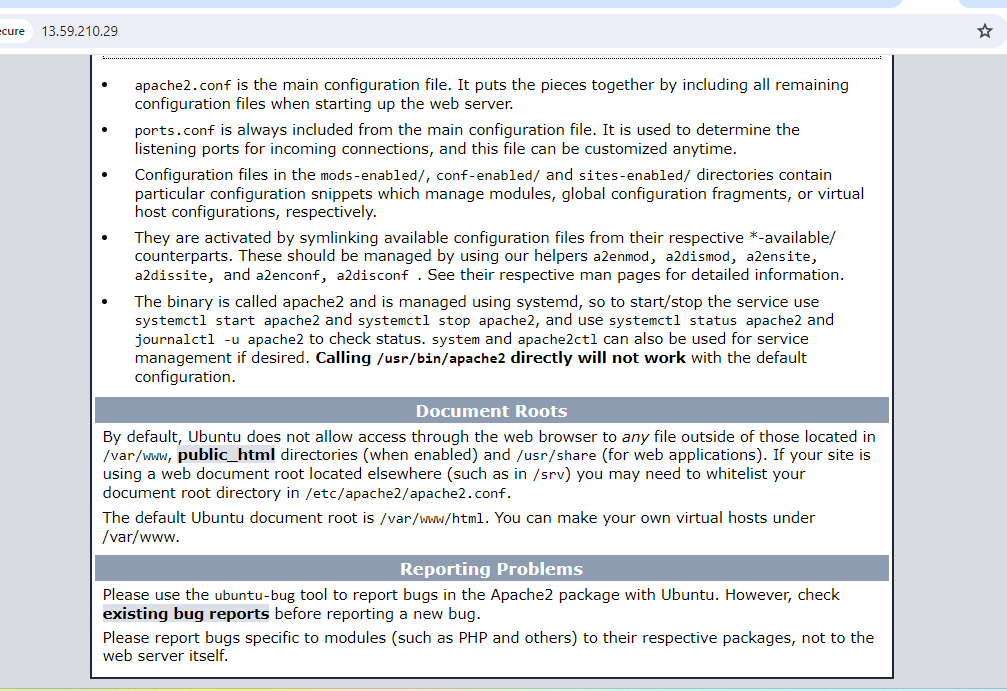 ecure 13.59.210.29
• apache2.conf is the main configuration file. It puts the pieces together by including all remaining
configuration files when starting up the web server.
• ports.conf is always included from the main configuration file. It is used to determine the
listening ports for incoming connections, and this file can be customized anytime.
• Configuration files in the mods-enabled/, conf-enabled/ and sites-enabled/ directories contain
particular configuration snippets which manage modules, global configuration fragments, or virtual
host configurations, respectively.
• They are activated by symlinking available configuration files from their respective *-available/
counterparts. These should be managed by using our helpers a2enmod, a2dismod, a2ensite,
a2dissite, and a2enconf, a2disconf . See their respective man pages for detailed information.
• The binary is called apache2 and is managed using systemd, so to start/stop the service use
systemctl start apache2 and systemctl stop apache2, and use systemctl status apache2 and
journalctl -u apache2 to check status. system and apache2ctl can also be used for service
management if desired. Calling /usr/bin/apache2 directly will not work with the default
configuration.
Document Roots
By default, Ubuntu does not allow access through the web browser to any file outside of those located in
/var/www, public_html directories (when enabled) and /usr/share (for web applications). If your site is
using a web document root located elsewhere (such as in /srv) you may need to whitelist your
document root directory in /etc/apache2/apache2.conf.
The default Ubuntu document root is /var/www/html. You can make your own virtual hosts under
/var/www.
Reporting Problems
Please use the ubuntu-bug tool to report bugs in the Apache2 package with Ubuntu. However, check
existing bug reports before reporting a new bug.
Please report bugs specific to modules (such as PHP and others) to their respective packages, not to the
web server itself.